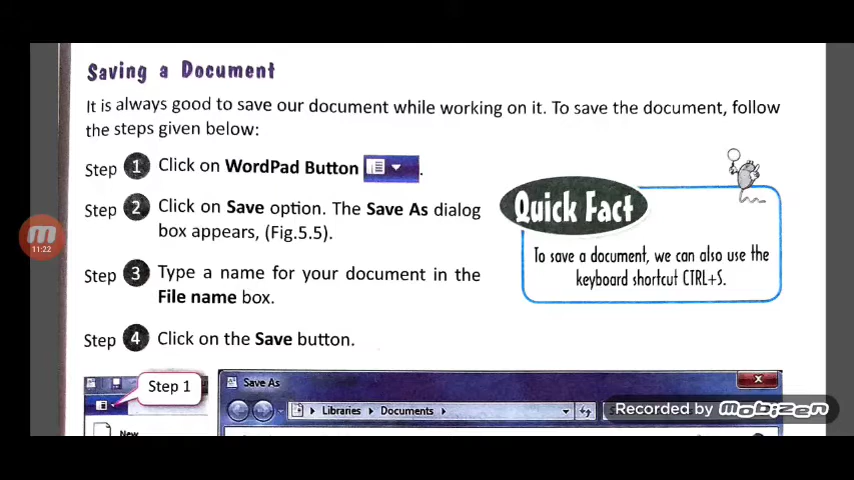 Saving a Document
It is always good to save our document while working on it. To save the document, follow
the steps given below:
Step 1 Click on WordPad Button .
Step 2 Click on Save option. The Save As dialog
box appears, (Fig.5.5).
Step 3 Type a name for your document in the
File name box.
Step 4 Click on the Save button.
Quick Fact
To save a document, we can also use the
keyboard shortcut CTRL+S.
11:22
Step 1
New
Save As
Libraries Documents
Recorded by Mobizen